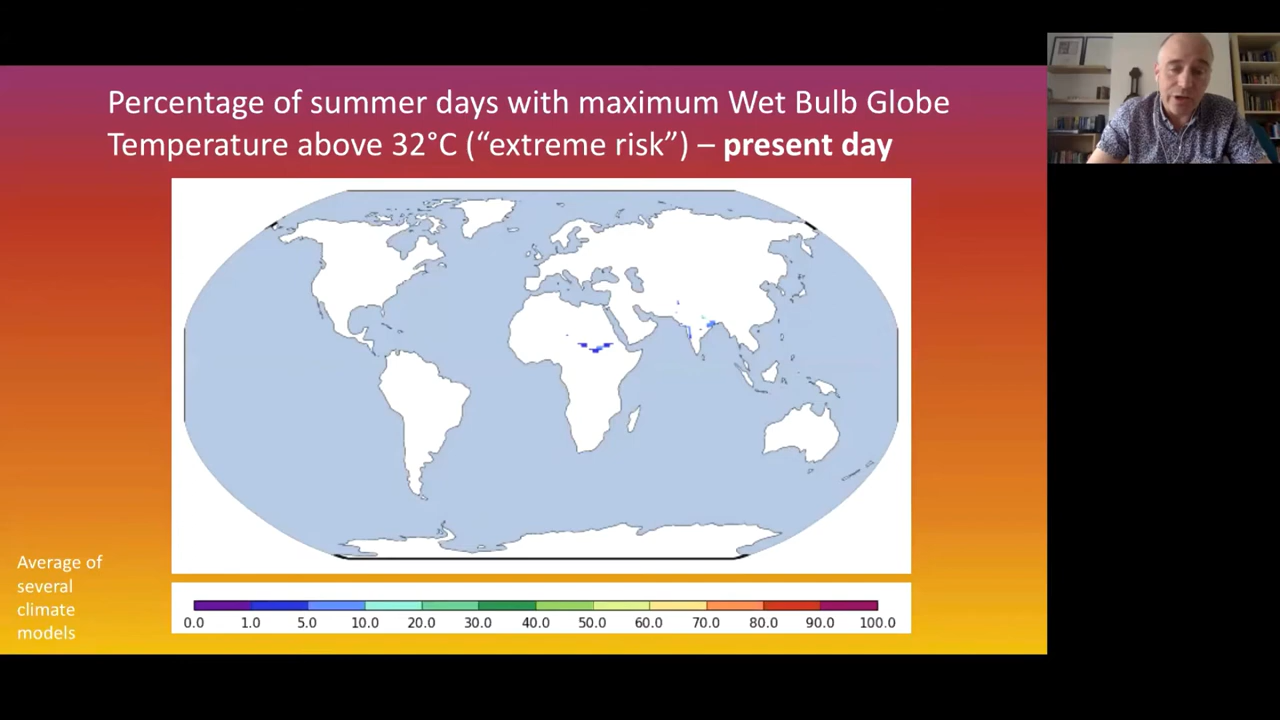 Percentage of summer days with maximum Wet Bulb Globe
Temperature above 32°C (“extreme risk”) – present day
Average of
several
climate
models
0.0 1.0 5.0 10.0 20.0 30.0 40.0 50.0 60.0 70.0 80.0 90.0 100.0